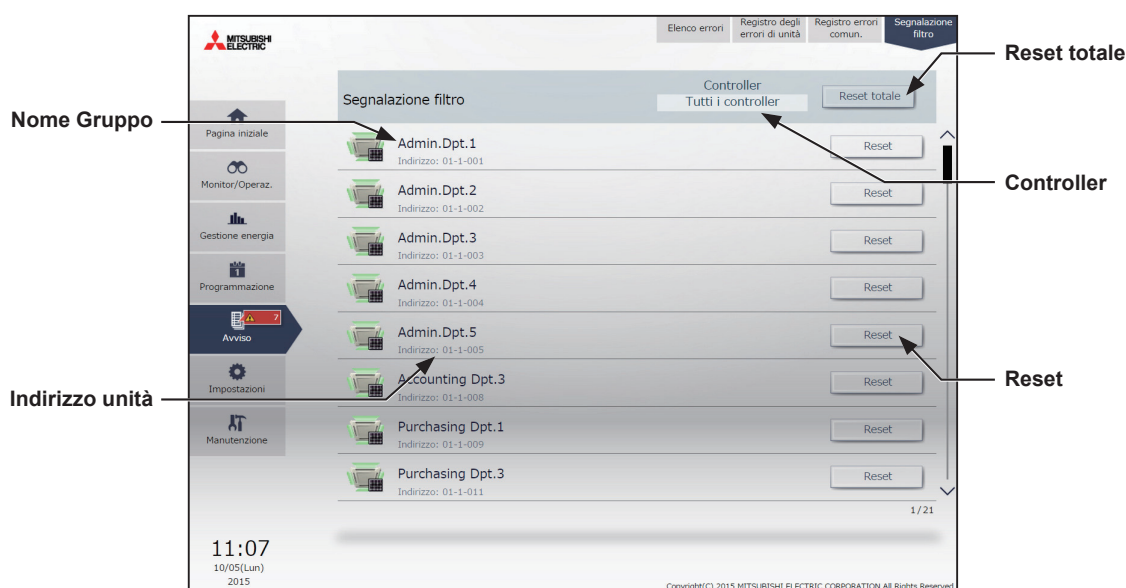 MITSUBISHI
ELECTRIC
Elenco errori
Registro degli
errori di unità
Registro errori
comun.
Segnalazione
filtro
Reset totale
Segnalazione filtro
Controller
Tutti i controller
Reset totale
Nome Gruppo
Pagina iniziale
Admin.Dpt.1
Indirizzo: 01-1-001
Reset
Controller
Monitor/Operaz.
Admin.Dpt.2
Indirizzo: 01-1-002
Reset
Gestione energia
Admin.Dpt.3
Indirizzo: 01-1-003
Reset
1
Programmazione
Admin.Dpt.4
Indirizzo: 01-1-004
Reset
7
Avviso
Admin.Dpt.5
Indirizzo: 01-1-005
Reset
Reset
Impostazioni
Accounting Dpt.3
Indirizzo: 01-1-008
Reset
Indirizzo unità
Manutenzione
Purchasing Dpt.1
Indirizzo: 01-1-009
Reset
Purchasing Dpt.3
Indirizzo: 01-1-011
Reset
1/21
11:07
10/05(Lun)
2015
Copyright(C) 2015 MITSUBISHI ELECTRIC CORPORATION All Rights Reserved